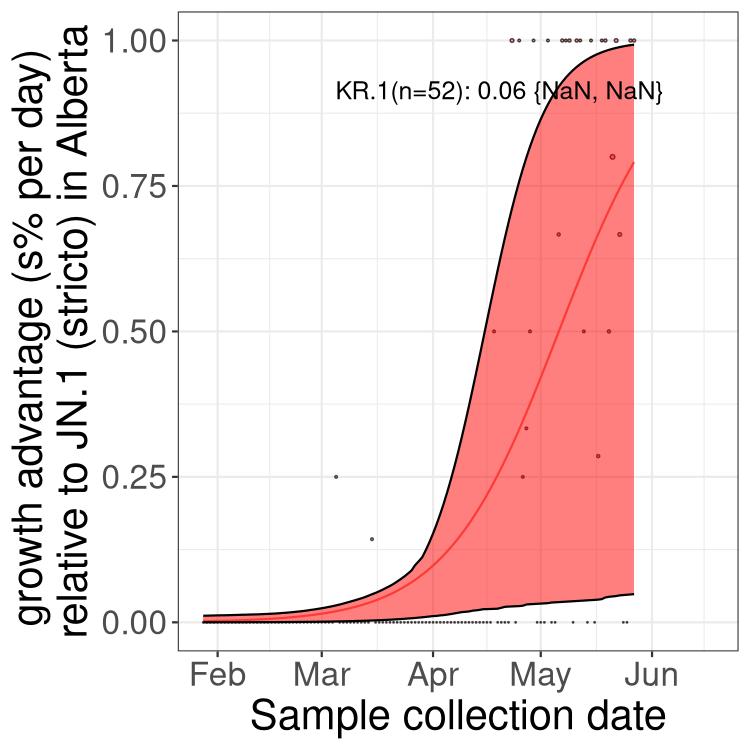 growth advantage (s% per day)
relative to JN.1 (stricto) in Alberta
1.00
0.75
0.50
0.25
0.00
KR.1(n=52): 0.06 {NaN, NaN}
Feb Mar Apr May Jun
Sample collection date